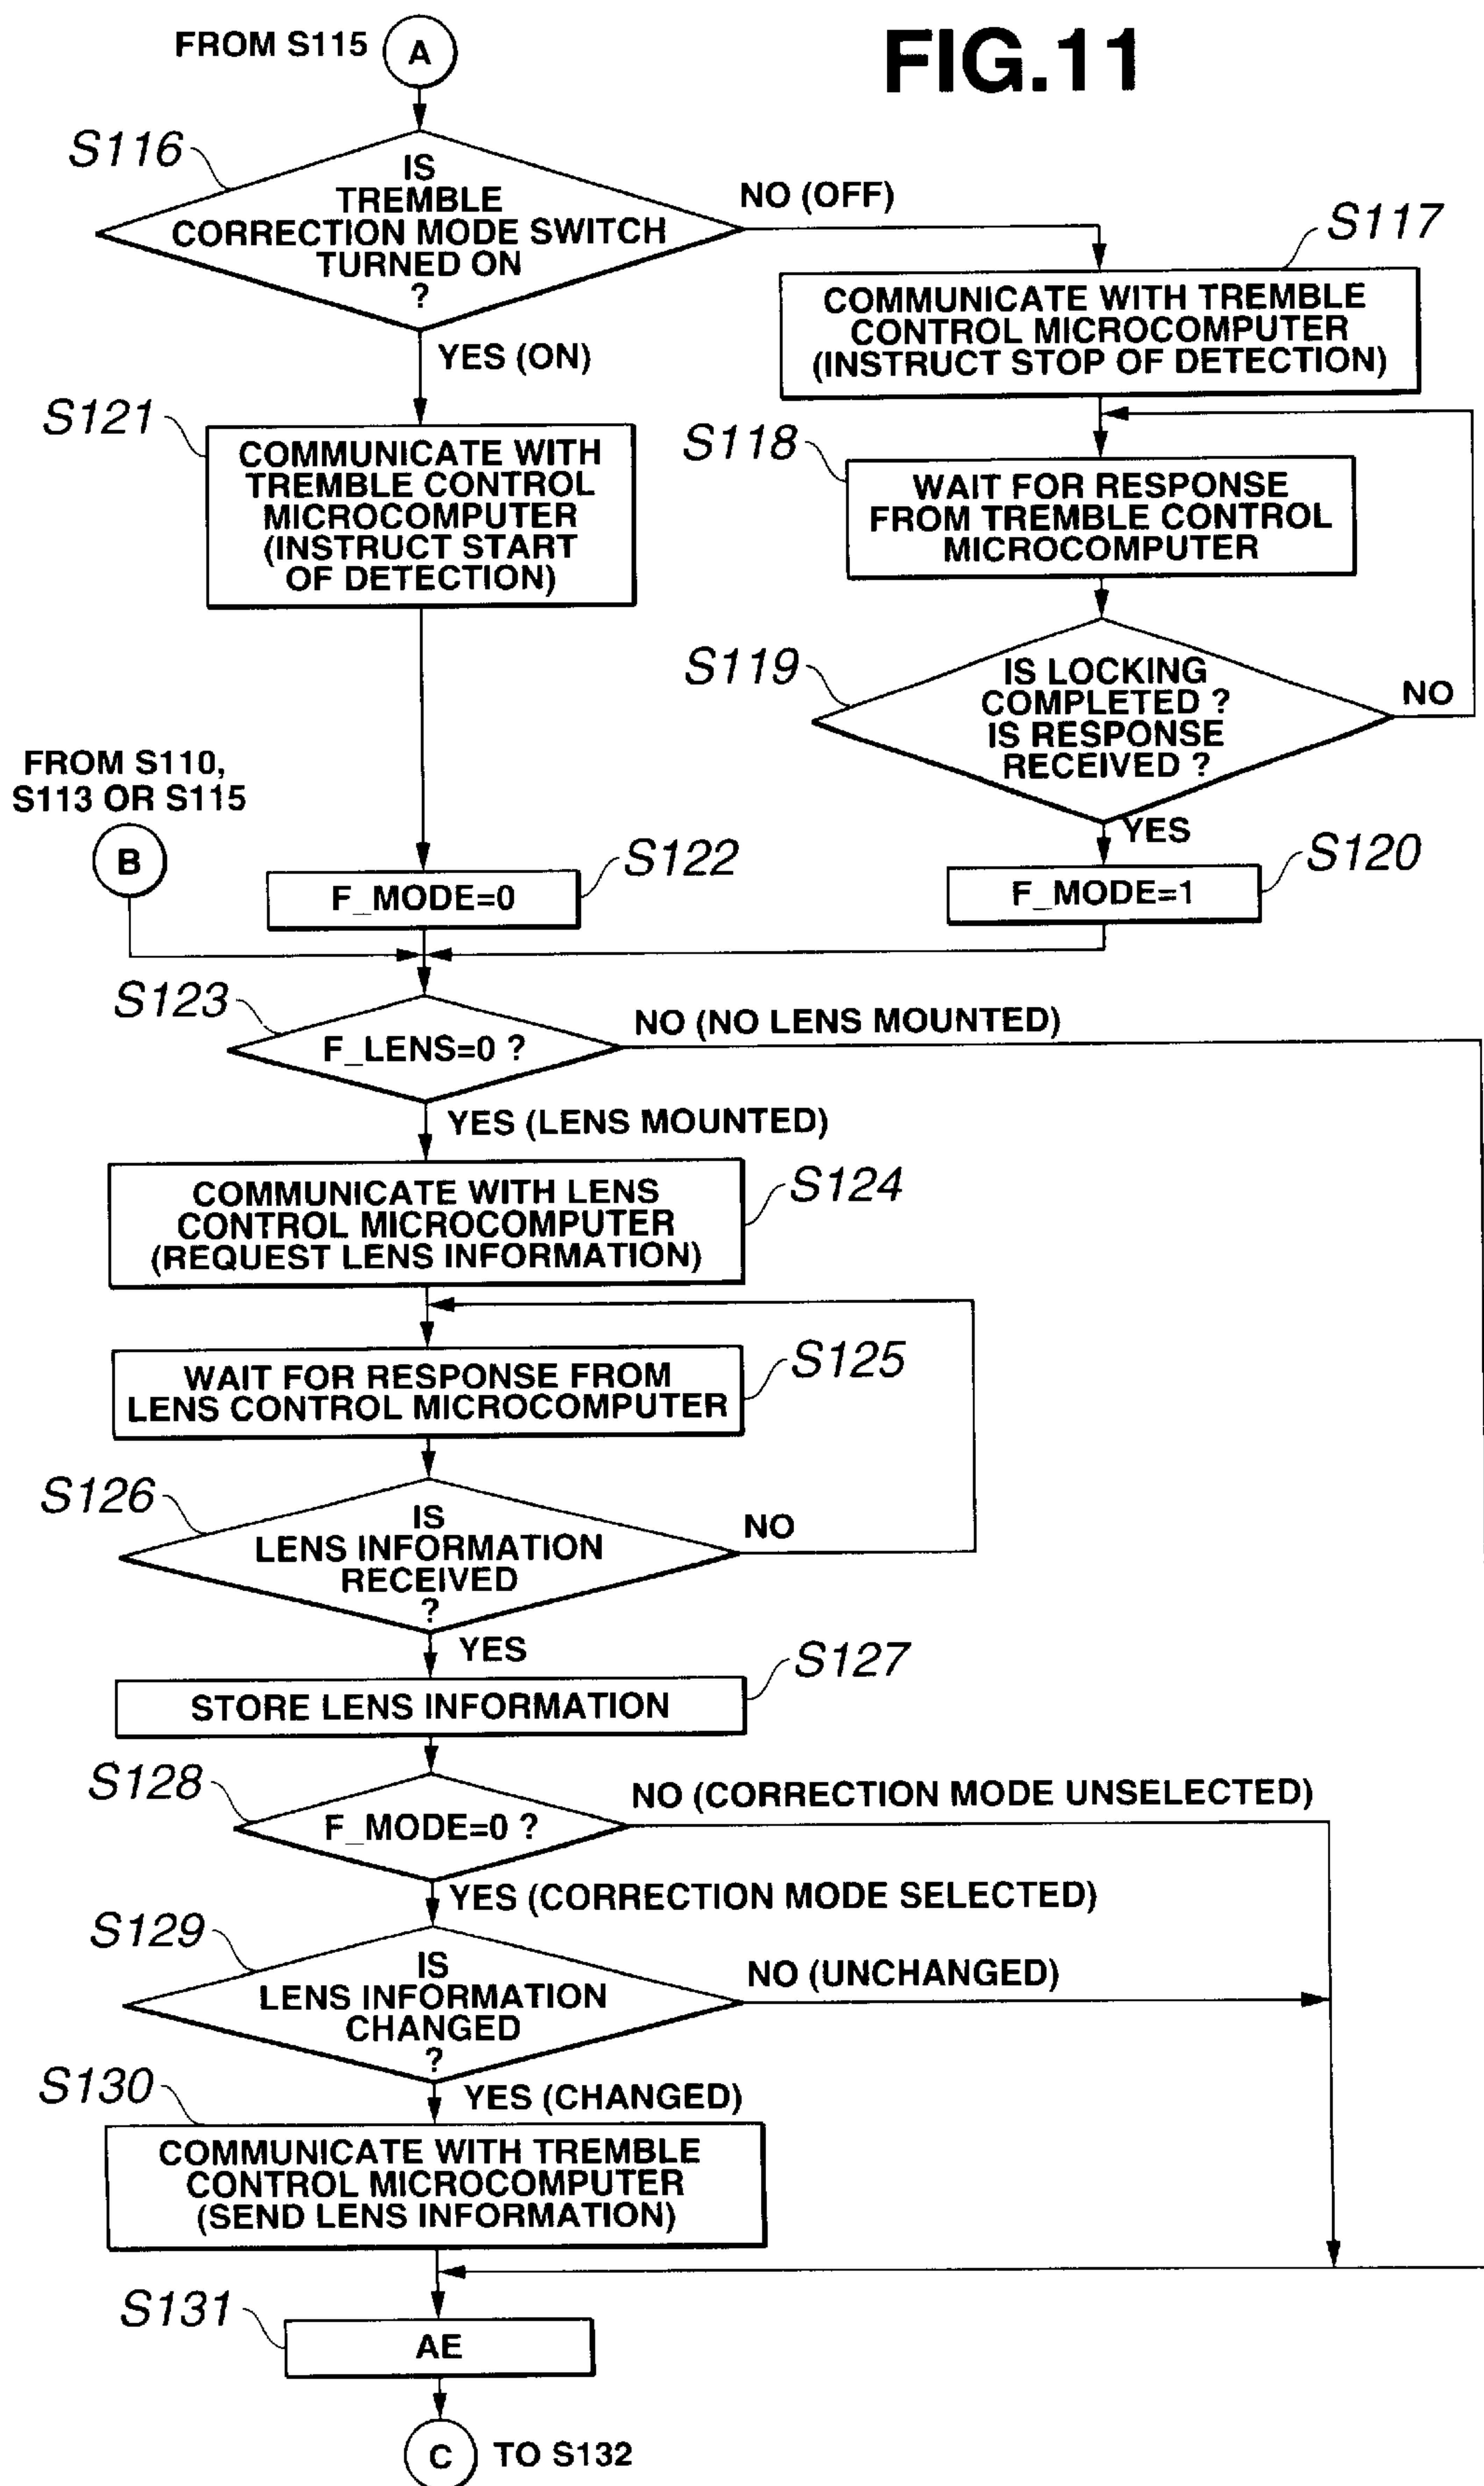 FIG.11
FROM S115
A
S116
IS
TREMBLE
CORRECTION MODE SWITCH
TURNED ON
?
NO (OFF)
YES (ON)
S117
COMMUNICATE WITH TREMBLE
CONTROL MICROCOMPUTER
(INSTRUCT STOP OF DETECTION)
S121
COMMUNICATE WITH
TREMBLE CONTROL
MICROCOMPUTER
(INSTRUCT START
OF DETECTION)
S118
WAIT FOR RESPONSE
FROM TREMBLE CONTROL
MICROCOMPUTER
S119
IS LOCKING
COMPLETED ?
IS RESPONSE
RECEIVED ?
NO
YES
FROM S110,
S113 OR S115
B
S122
F_MODE=0
S120
F_MODE=1
S123
F_LENS=0 ?
NO (NO LENS MOUNTED)
YES (LENS MOUNTED)
S124
COMMUNICATE WITH LENS
CONTROL MICROCOMPUTER
(REQUEST LENS INFORMATION)
S125
WAIT FOR RESPONSE FROM
LENS CONTROL MICROCOMPUTER
S126
IS
LENS INFORMATION
RECEIVED
?
NO
YES
S127
STORE LENS INFORMATION
S128
F_MODE=0 ?
NO (CORRECTION MODE UNSELECTED)
YES (CORRECTION MODE SELECTED)
S129
IS
LENS INFORMATION
CHANGED
?
NO (UNCHANGED)
YES (CHANGED)
S130
COMMUNICATE WITH TREMBLE
CONTROL MICROCOMPUTER
(SEND LENS INFORMATION)
S131
AE
C
TO S132